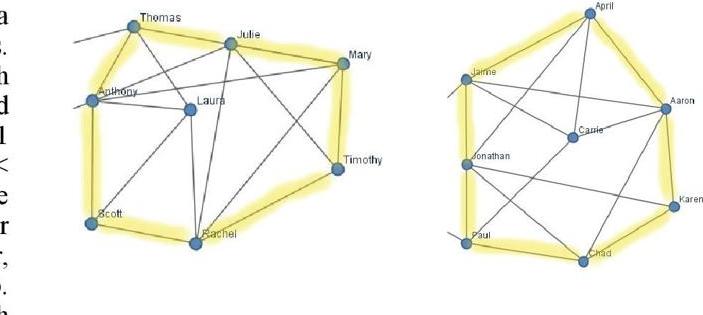 a
s.
h
d
l
<
e
r
r,
o.
h
Thomas
Julie
Mary
Anthony
Laura
Timothy
Scott
Rachel
April
Jaime
Aaron
Carrie
Jonathan
Karen
Paul
Chad